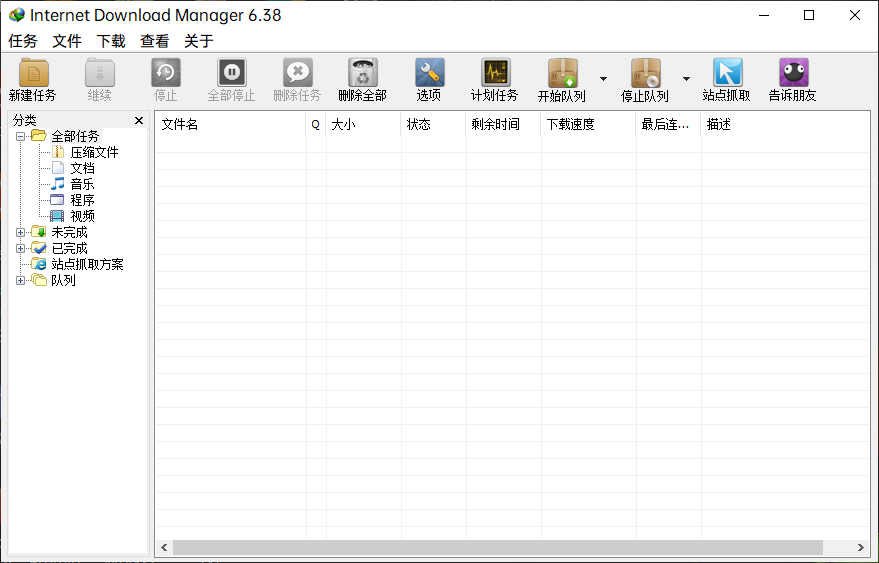 Internet Download Manager 6.38
任务 文件 下载 查看 关于
新建任务 继续 停止 全部停止 删除任务 删除全部 选项 计划任务 开始队列 停止队列 站点抓取 告诉朋友
分类
全部任务
压缩文件
文档
音乐
程序
视频
未完成
已完成
站点抓取方案
队列
文件名 Q 大小 状态 剩余时间 下载速度 最后连... 描述